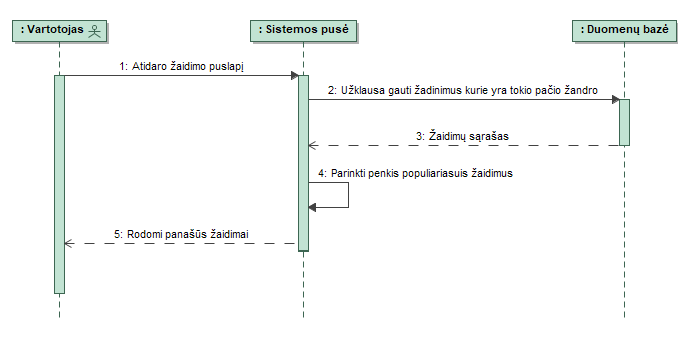 : Vartotojas
: Sistemos pusė
: Duomenų bazė
1: Atidaro žaidimo puslapį
2: Užklausa gauti žadinimus kurie yra tokio pačio žandro
3: Žaidimų sąrašas
4: Parinkti penkis populiariasuis žaidimus
5: Rodomi panašūs žaidimai